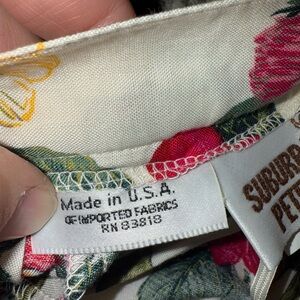 Made in U.S.A.
OF IMPORTED FABRICS
RN 83818
SUBURB
PET